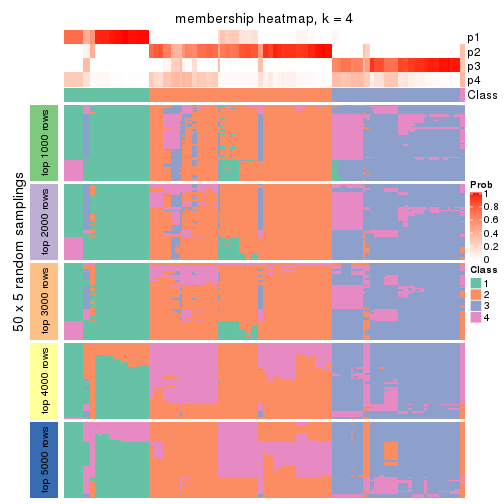 membership heatmap, k = 4
p1
p2
p3
p4
Class
50 x 5 random samplings
top 1000 rows
top 2000 rows
top 3000 rows
top 4000 rows
top 5000 rows
Prob
1
0.8
0.6
0.4
0.2
0
Class
1
2
3
4